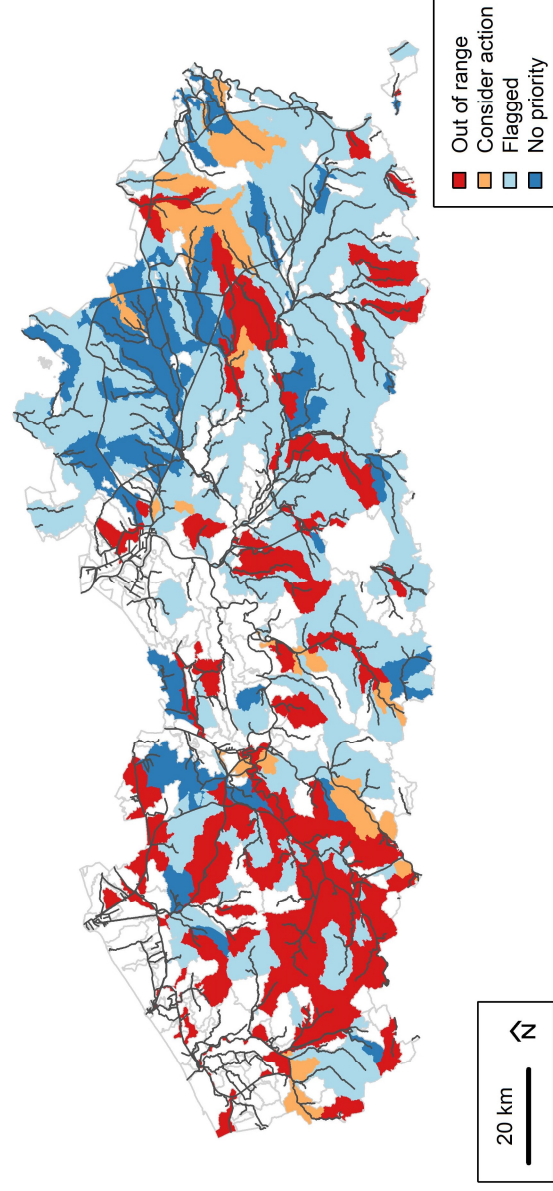 Out of range
Consider action
Flagged
No priority
20 km
N